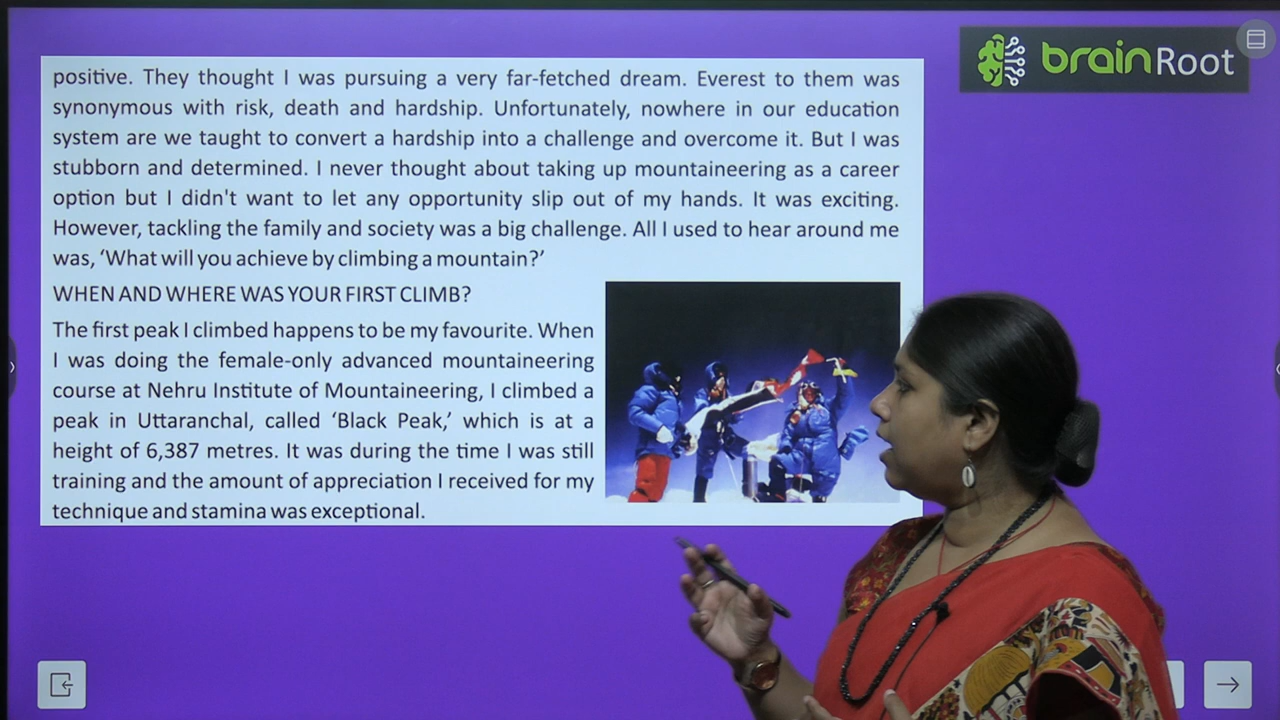 brainRoot
positive. They thought I was pursuing a very far-fetched dream. Everest to them was
synonymous with risk, death and hardship. Unfortunately, nowhere in our education
system are we taught to convert a hardship into a challenge and overcome it. But I was
stubborn and determined. I never thought about taking up mountaineering as a career
option but I didn't want to let any opportunity slip out of my hands. It was exciting.
However, tackling the family and society was a big challenge. All I used to hear around me
was, ‘What will you achieve by climbing a mountain?’
WHEN AND WHERE WAS YOUR FIRST CLIMB?
The first peak I climbed happens to be my favourite. When
I was doing the female-only advanced mountaineering
course at Nehru Institute of Mountaineering, I climbed a
peak in Uttaranchal, called ‘Black Peak,’ which is at a
height of 6,387 metres. It was during the time I was still
training and the amount of appreciation I received for my
technique and stamina was exceptional.